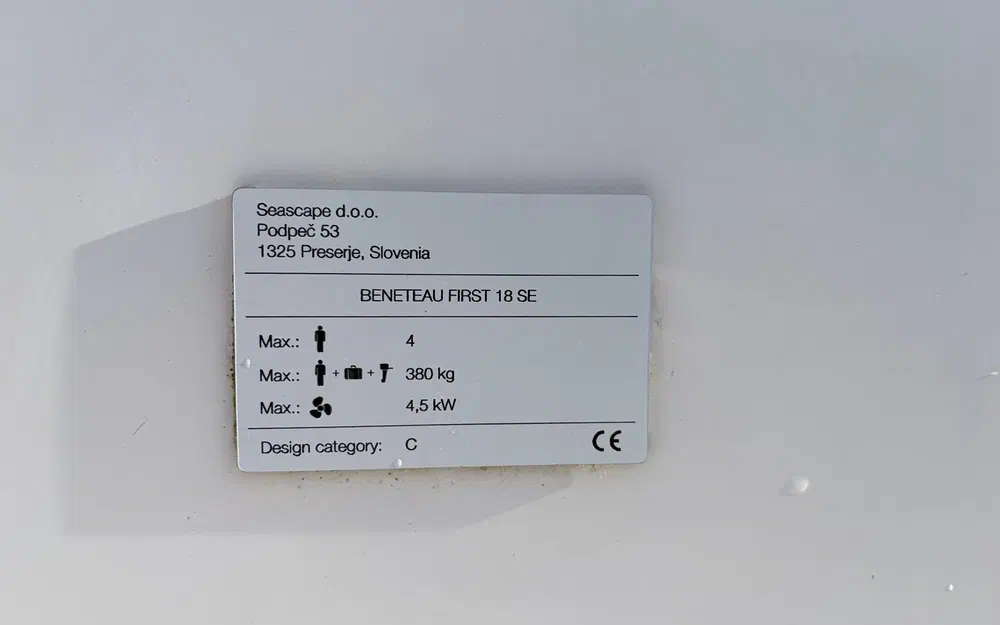 Seascape d.o.o.
Podpeč 53
1325 Preserje, Slovenia
BENETEAU FIRST 18 SE
Max.: 4
Max.: + + 380 kg
Max.: 4,5 kW
Design category: C CE